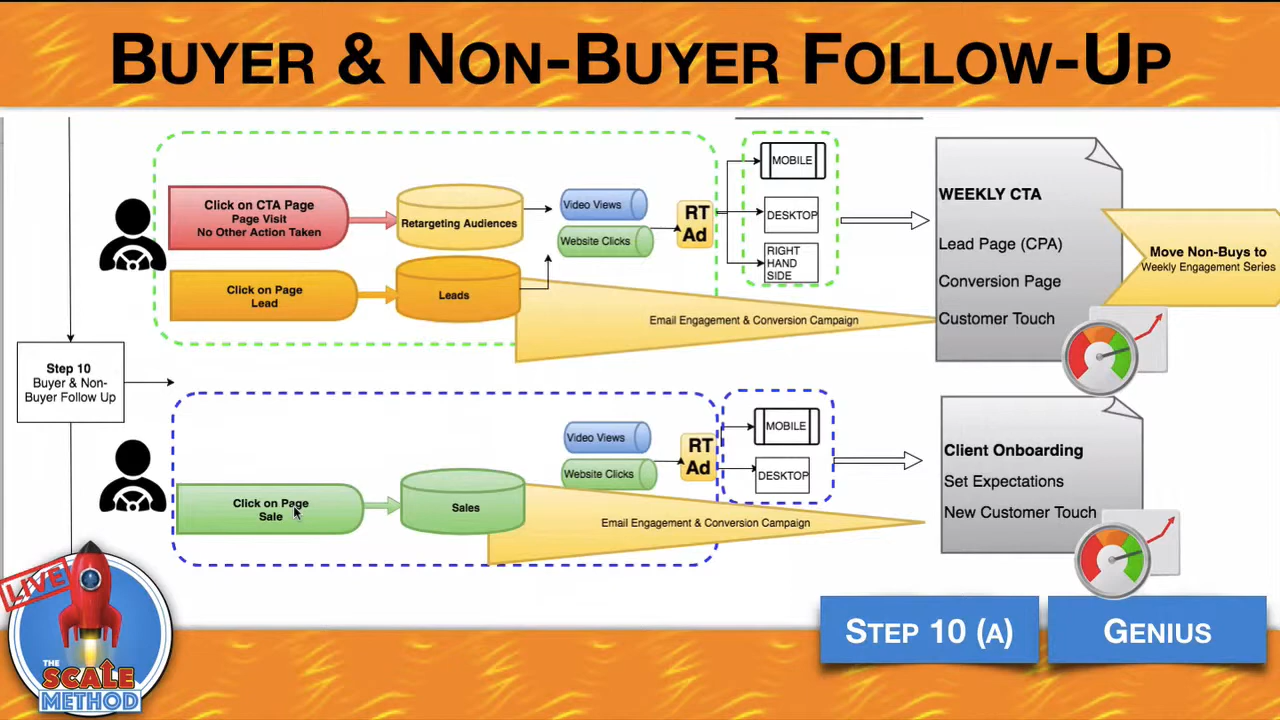 BUYER & NON-BUYER FOLLOW-UP
Click on CTA Page
Page Visit
No Other Action Taken
Retargeting Audiences
Video Views
Website Clicks
RT
Ad
MOBILE
DESKTOP
RIGHT
HAND
SIDE
WEEKLY CTA
Lead Page (CPA)
Conversion Page
Customer Touch
Move Non-Buys to
Weekly Engagement Series
Click on Page
Lead
Leads
Email Engagement & Conversion Campaign
Step 10
Buyer & Non-
Buyer Follow Up
Click on Page
Sale
Sales
Video Views
Website Clicks
RT
Ad
MOBILE
DESKTOP
Email Engagement & Conversion Campaign
Client Onboarding
Set Expectations
New Customer Touch
LIVE
THE
SCALE
METHOD
STEP 10 (A)
GENIUS